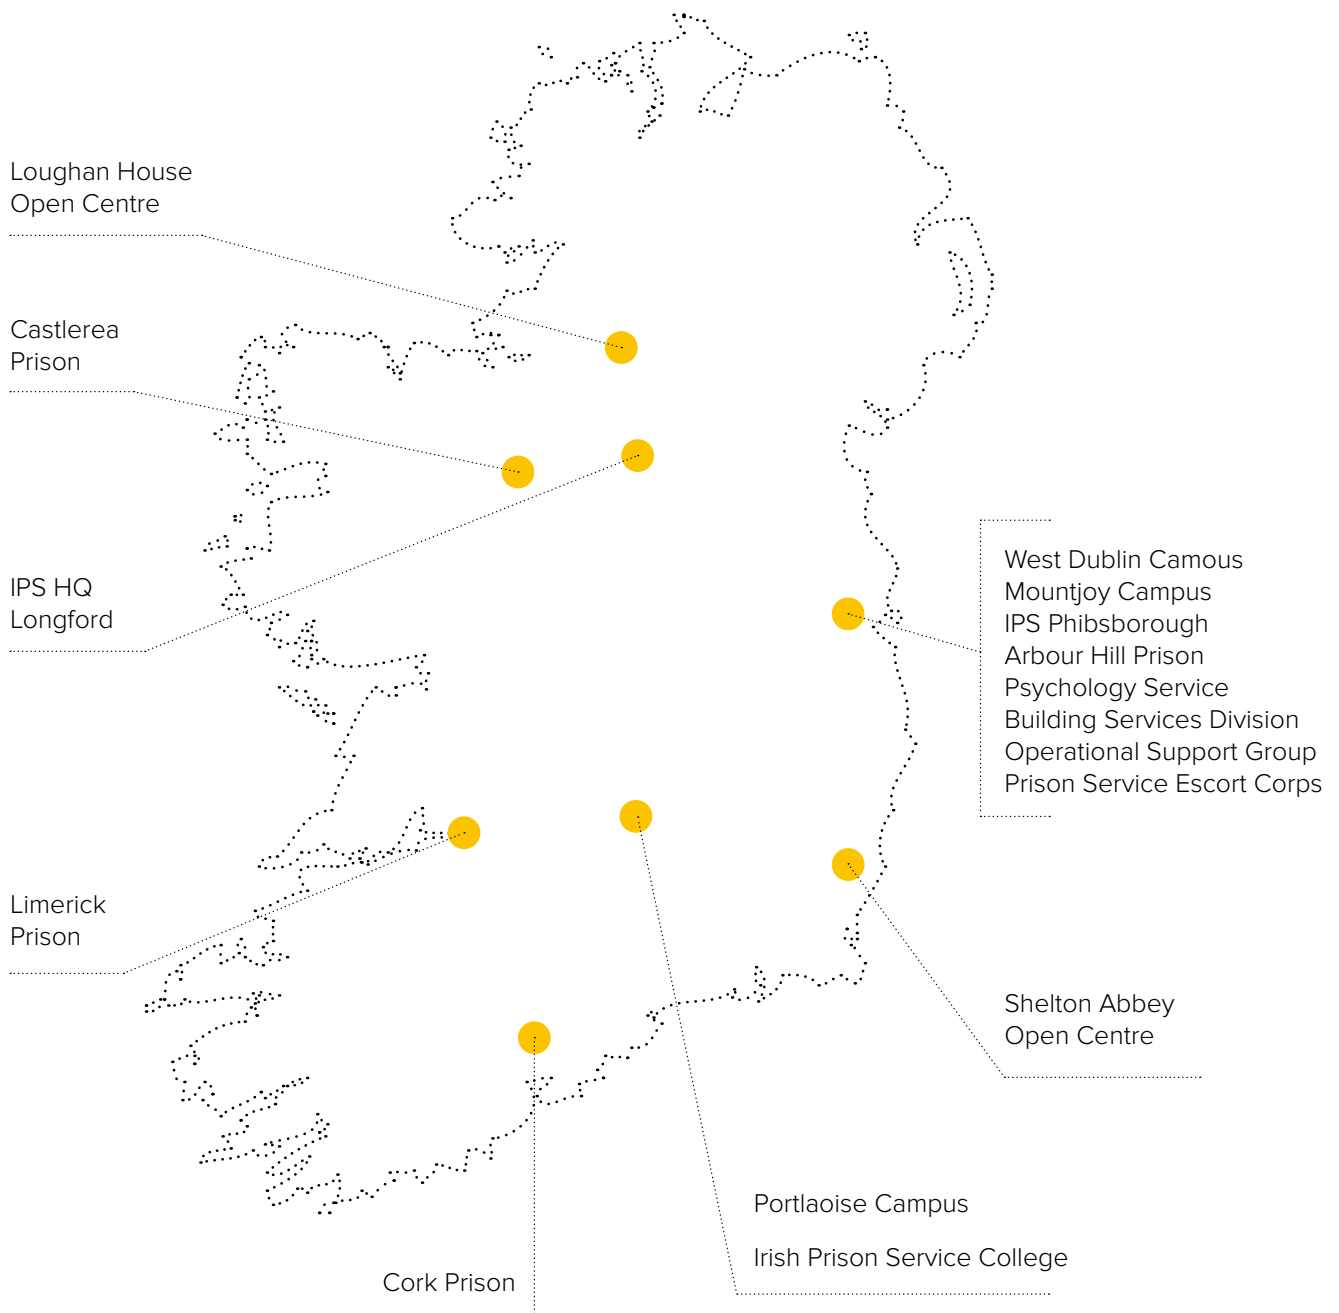 Loughan House
Open Centre
Castlerea
Prison
IPS HQ
Longford
Limerick
Prison
West Dublin Camous
Mountjoy Campus
IPS Phibsborough
Arbour Hill Prison
Psychology Service
Building Services Division
Operational Support Group
Prison Service Escort Corps
Shelton Abbey
Open Centre
Portlaoise Campus
Irish Prison Service College
Cork Prison